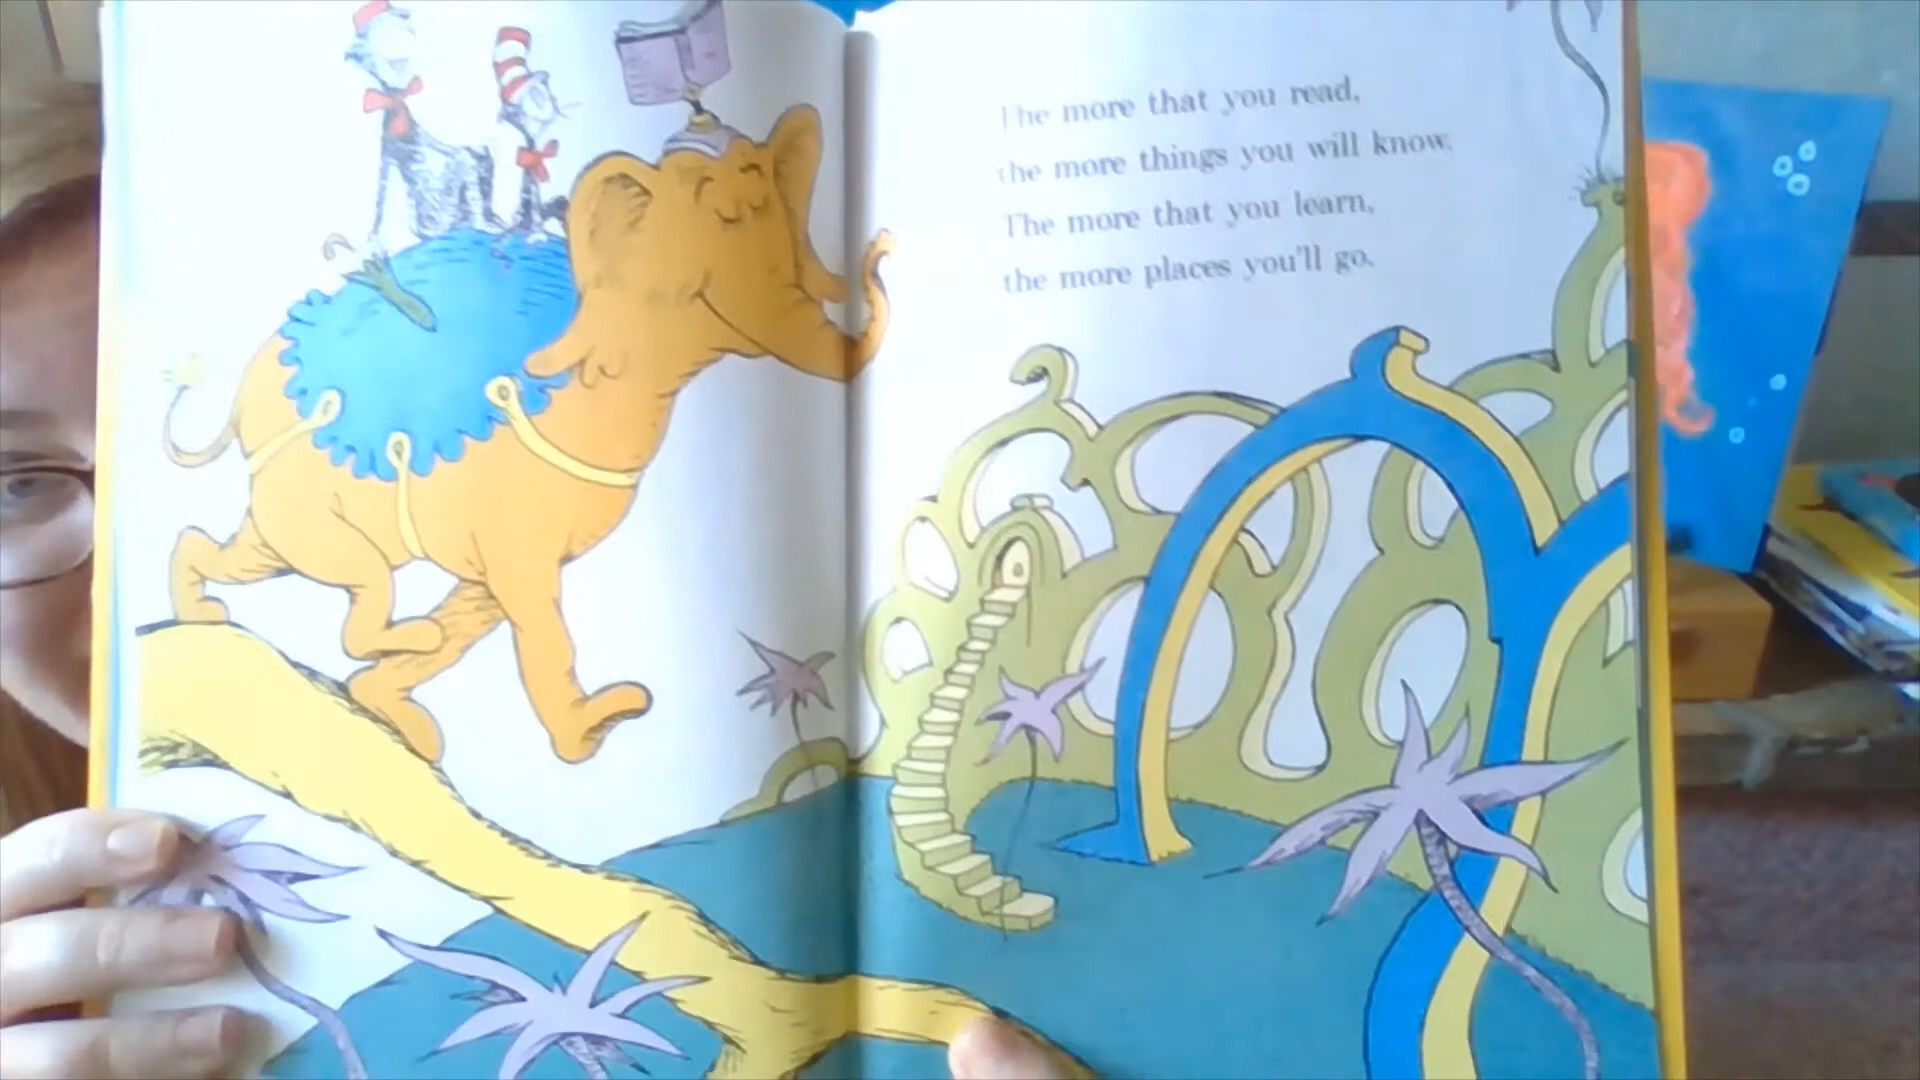 The more that you read,
the more things you will know.
The more that you learn,
the more places you'll go.